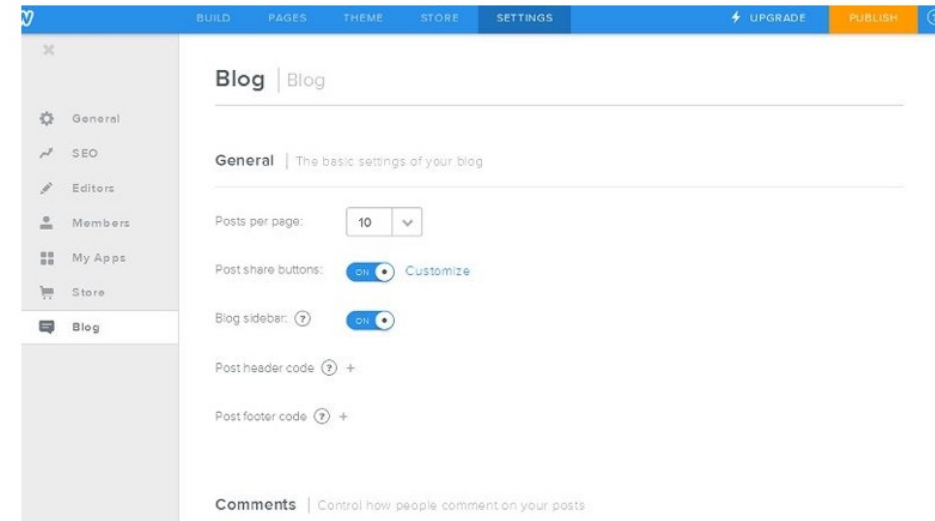 BUILD PAGES THEME STORE SETTINGS UPGRADE PUBLISH ?
Blog | Blog
General
SEO
Editors
Members
My Apps
Store
Blog
General | The basic settings of your blog
Posts per page: 10
Post share buttons: ON Customize
Blog sidebar: ? ON
Post header code ? +
Post footer code ? +
Comments | Control how people comment on your posts